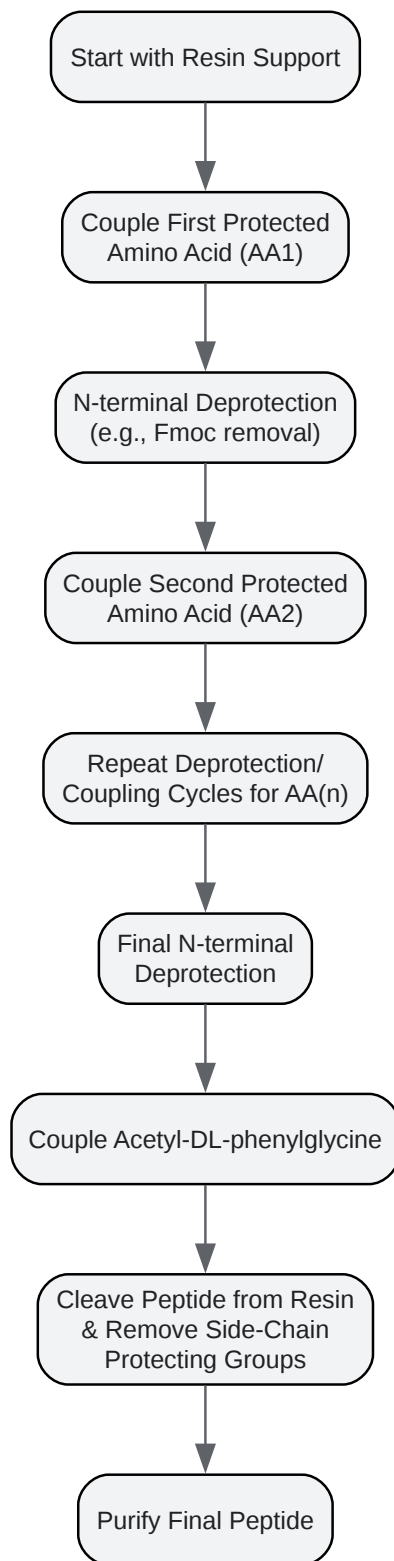 Start with Resin Support
Couple First Protected
Amino Acid (AA1)
N-terminal Deprotection
(e.g., Fmoc removal)
Couple Second Protected
Amino Acid (AA2)
Repeat Deprotection/
Coupling Cycles for AA(n)
Final N-terminal
Deprotection
Couple Acetyl-DL-phenylglycine
Cleave Peptide from Resin
& Remove Side-Chain
Protecting Groups
Purify Final Peptide